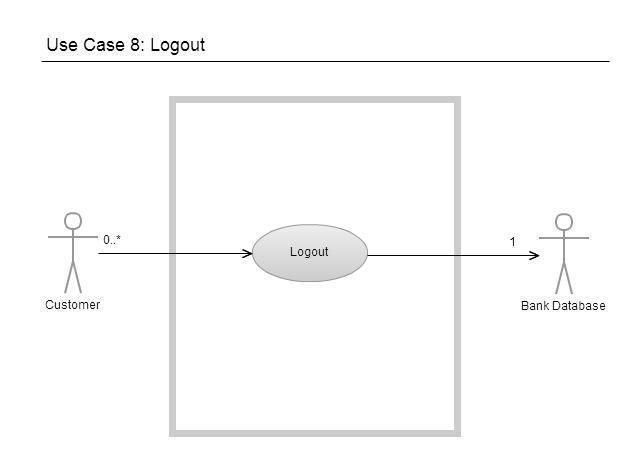 Use Case 8: Logout
0..*
1
Logout
Customer
Bank Database